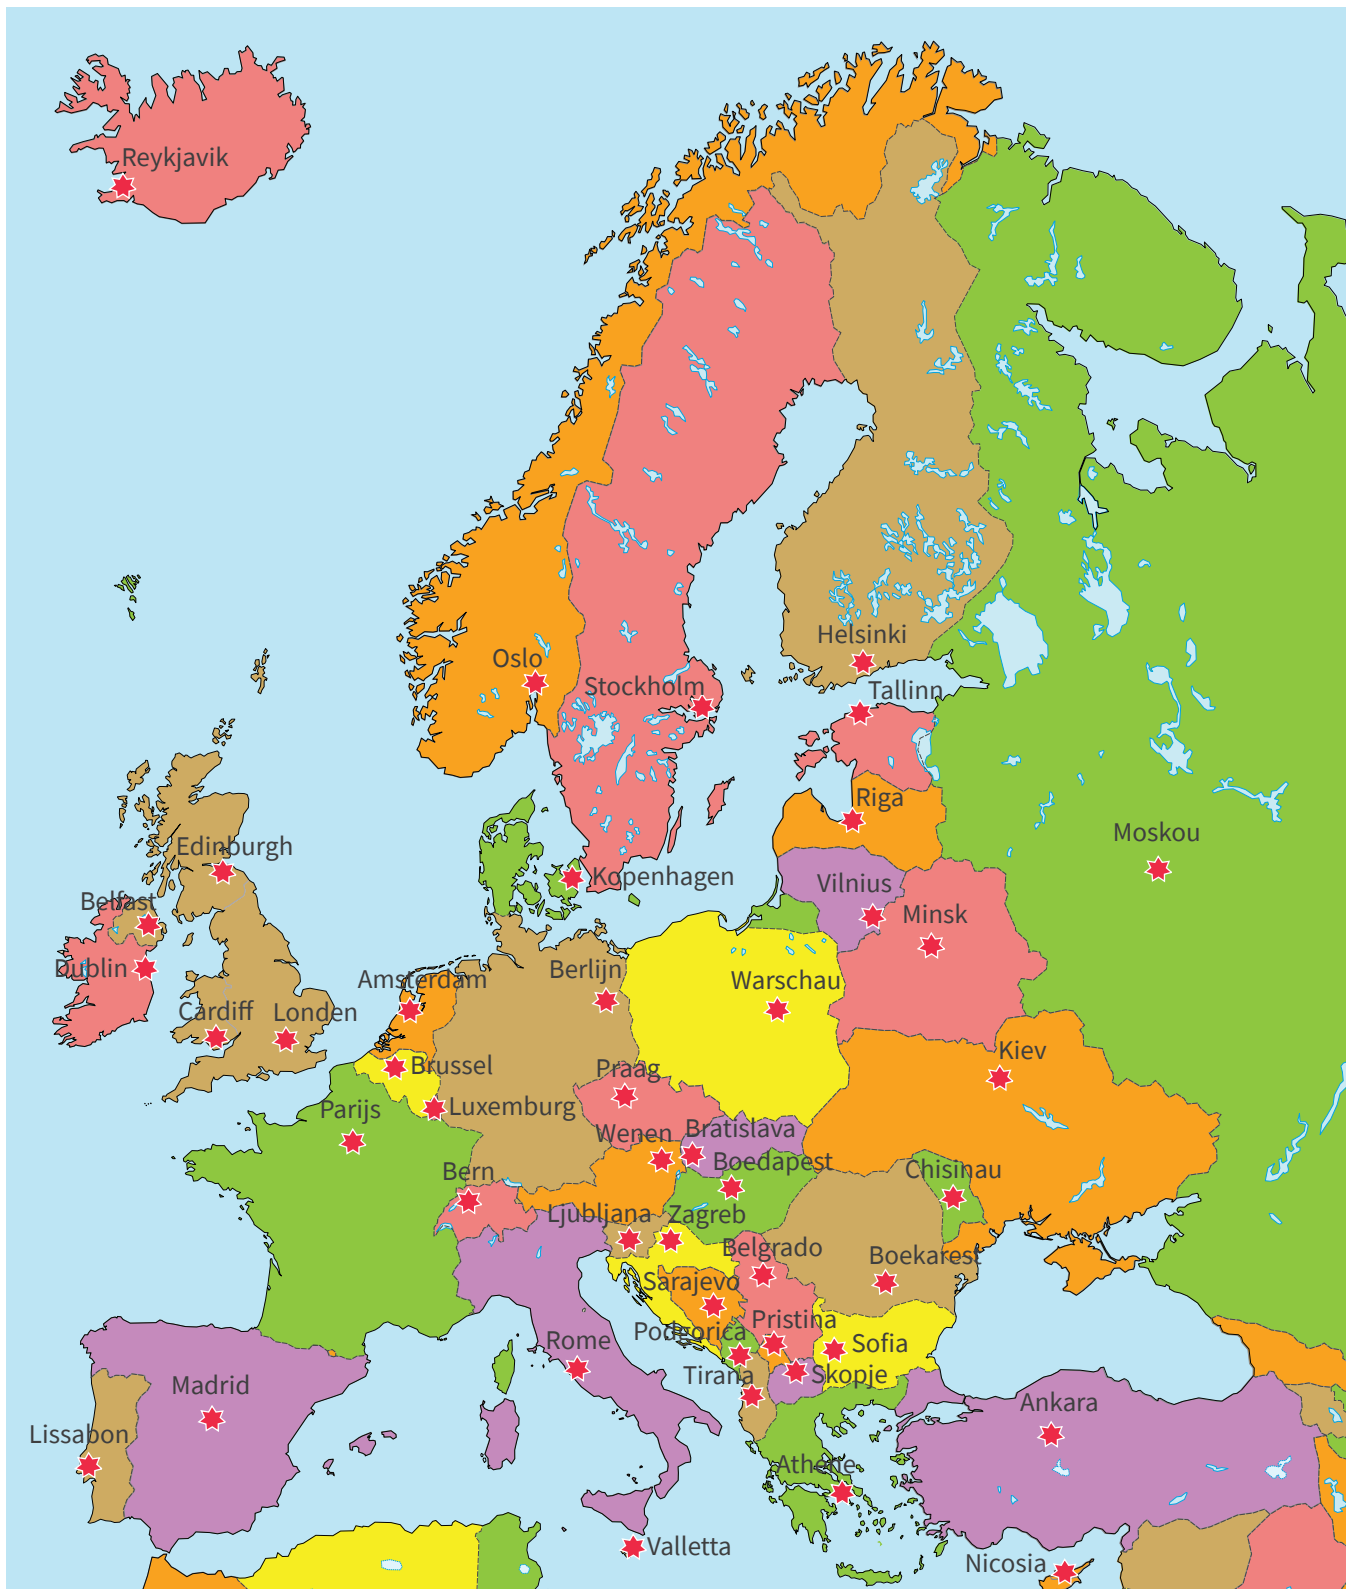 Reykjavik
Helsinki
Oslo
Stockholm
Tallinn
Riga
Moskou
Edinburgh
Kopenhagen
Vilnius
Belfast
Minsk
Dublin
Berlijn
Amsterdam
Warschau
Cardiff
Londen
Kiev
Brussel
Praag
Luxemburg
Parijs
Wenen
Bratislava
Boedapest
Bern
Chisinau
Ljubljana
Zagreb
Belgrado
Boekarest
Sarajevo
Pristina
Podgorica
Rome
Sofia
Tirana
Skopje
Madrid
Ankara
Lissabon
Athene
Valletta
Nicosia